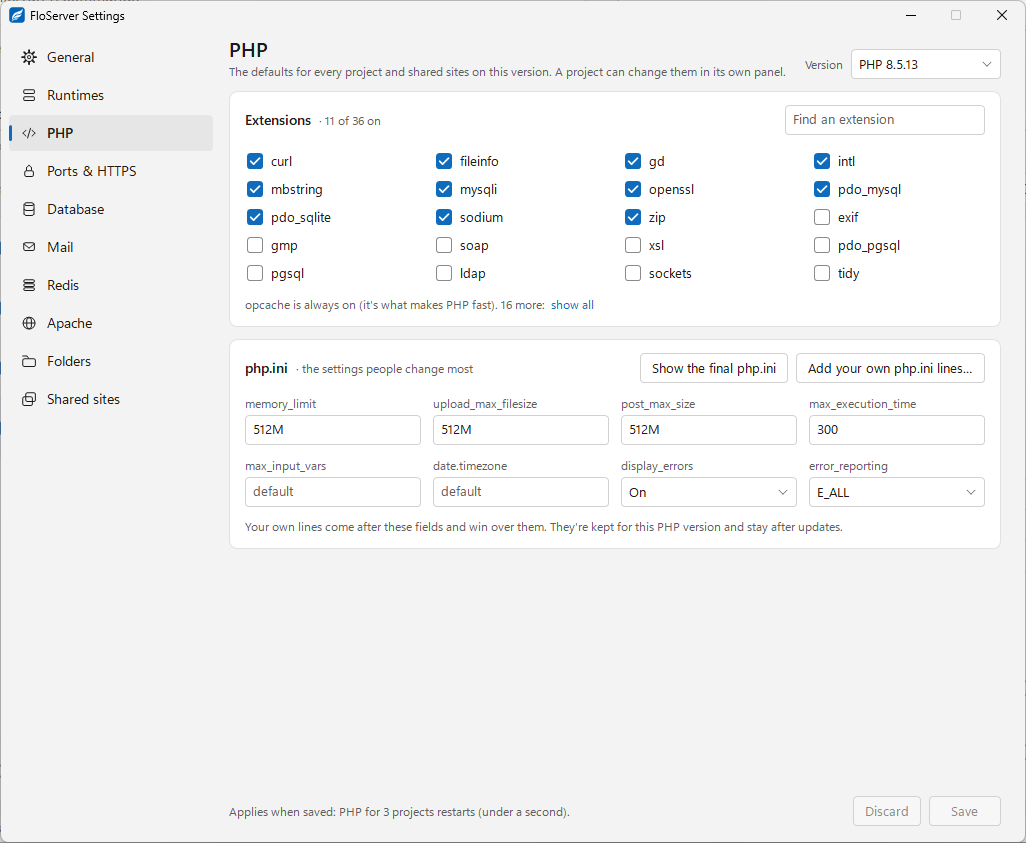 FloServer Settings
General
Runtimes
PHP
Ports & HTTPS
Database
Mail
Redis
Apache
Folders
Shared sites
PHP
The defaults for every project and shared sites on this version. A project can change them in its own panel.
Version PHP 8.5.13
Extensions · 11 of 36 on
Find an extension
curl fileinfo gd intl
mbstring mysqli openssl pdo_mysql
pdo_sqlite sodium zip exif
gmp soap xsl pdo_pgsql
pgsql ldap sockets tidy
opcache is always on (it's what makes PHP fast). 16 more: show all
php.ini · the settings people change most
Show the final php.ini Add your own php.ini lines...
memory_limit upload_max_filesize post_max_size max_execution_time
512M 512M 512M 300
max_input_vars date.timezone display_errors error_reporting
default default On E_ALL
Your own lines come after these fields and win over them. They're kept for this PHP version and stay after updates.
Applies when saved: PHP for 3 projects restarts (under a second).
Discard Save